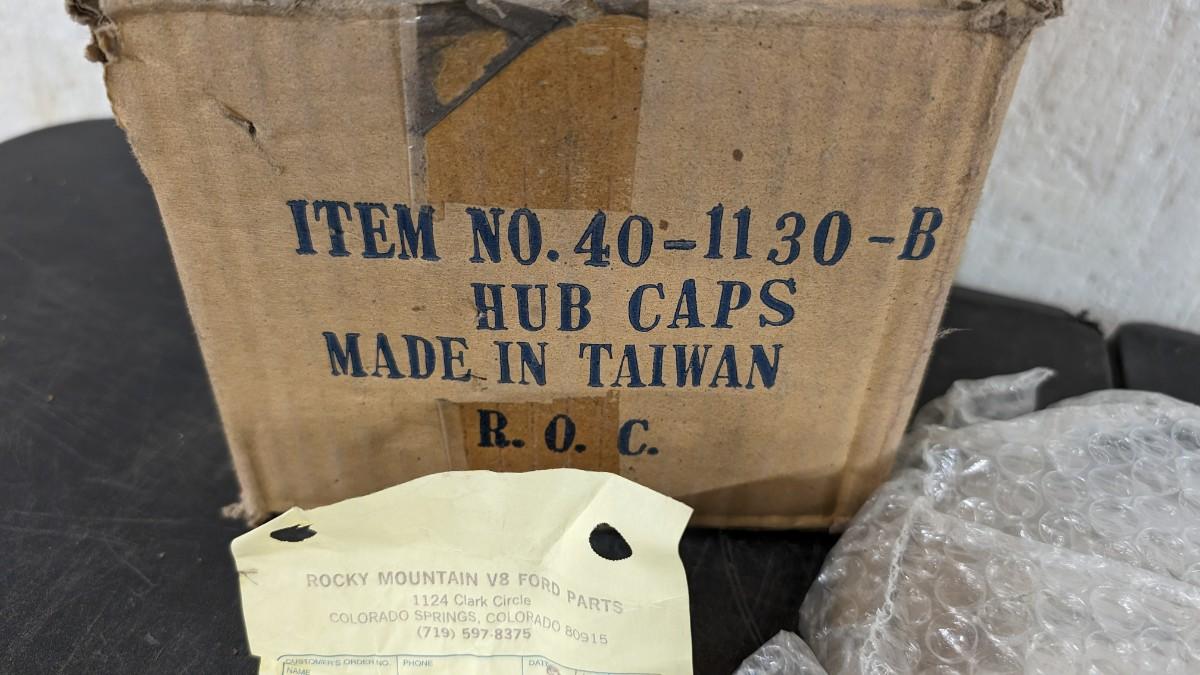 ITEM NO. 40-1130-B
HUB CAPS
MADE IN TAIWAN
R. O. C.
ROCKY MOUNTAIN V8 FORD PARTS
1124 Clark Circle
COLORADO SPRINGS, COLORADO 80915
(719) 597-8375
CUSTOMER'S ORDER NO. PHONE DATE
NAME